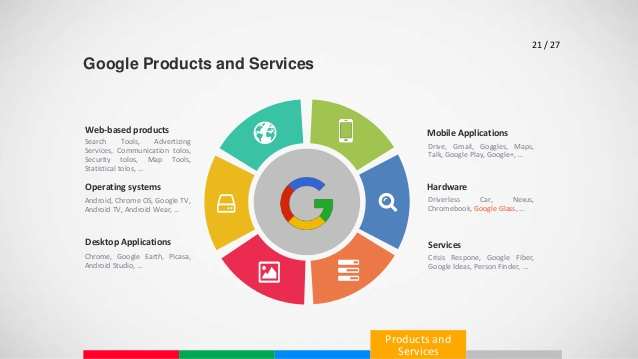 21 / 27
Google Products and Services
Web-based products
Search Tools, Advertizing
Services, Communication tolos,
Security tolos, Map Tools,
Statistical tolos, ...
Operating systems
Android, Chrome OS, Google TV,
Android TV, Android Wear, ...
Desktop Applications
Chrome, Google Earth, Picasa,
Android Studio, ...
Mobile Applications
Drive, Gmail, Goggles, Maps,
Talk, Google Play, Google+, ...
Hardware
Driverless Car, Nexus,
Chromebook, Google Glass, ...
Services
Crisis Respone, Google Fiber,
Google Ideas, Person Finder, ...
G
Products and
Services